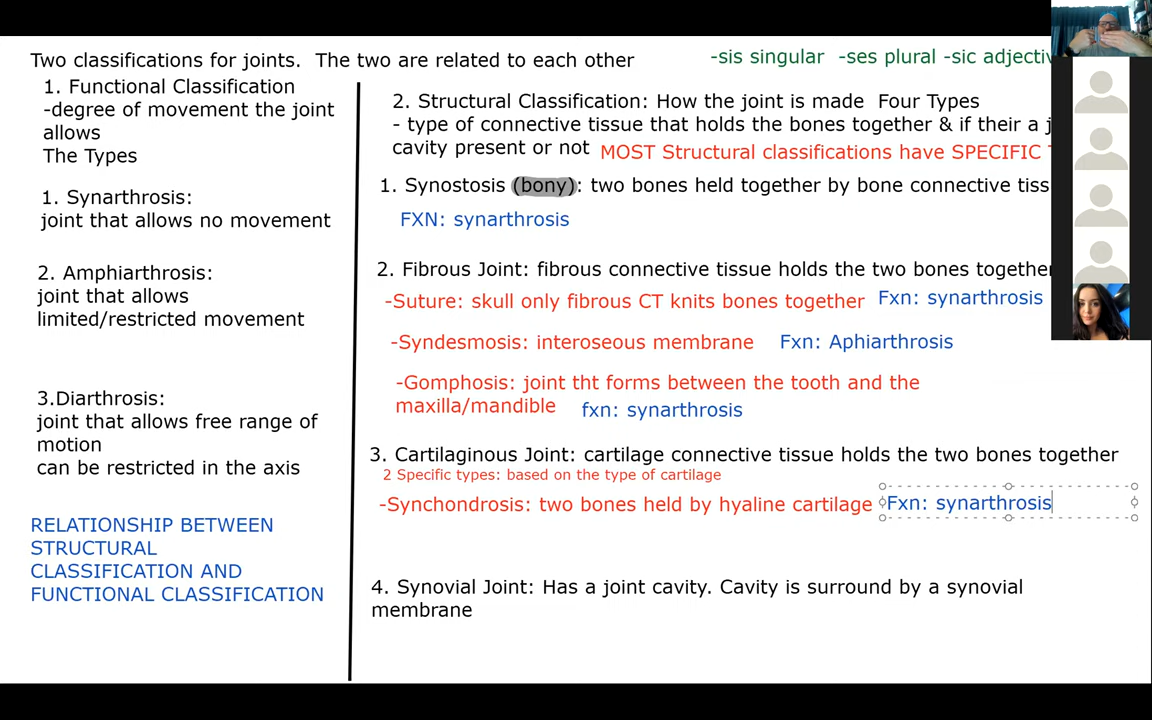 Two classifications for joints.  The two are related to each other
-sis singular  -ses plural -sic adjectiv
1. Functional Classification
-degree of movement the joint
allows
The Types
1. Synarthrosis:
joint that allows no movement
2. Amphiarthrosis:
joint that allows
limited/restricted movement
3.Diarthrosis:
joint that allows free range of
motion
can be restricted in the axis
RELATIONSHIP BETWEEN
STRUCTURAL
CLASSIFICATION AND
FUNCTIONAL CLASSIFICATION
2. Structural Classification: How the joint is made  Four Types
- type of connective tissue that holds the bones together & if their a j
cavity present or not
MOST Structural classifications have SPECIFIC
1. Synostosis (bony): two bones held together by bone connective tiss
FXN: synarthrosis
2. Fibrous Joint: fibrous connective tissue holds the two bones together
-Suture: skull only fibrous CT knits bones together
Fxn: synarthrosis
-Syndesmosis: interoseous membrane
Fxn: Aphiarthrosis
-Gomphosis: joint tht forms between the tooth and the
maxilla/mandible
fxn: synarthrosis
3. Cartilaginous Joint: cartilage connective tissue holds the two bones together
2 Specific types: based on the type of cartilage
-Synchondrosis: two bones held by hyaline cartilage
Fxn: synarthrosis
4. Synovial Joint: Has a joint cavity. Cavity is surround by a synovial
membrane